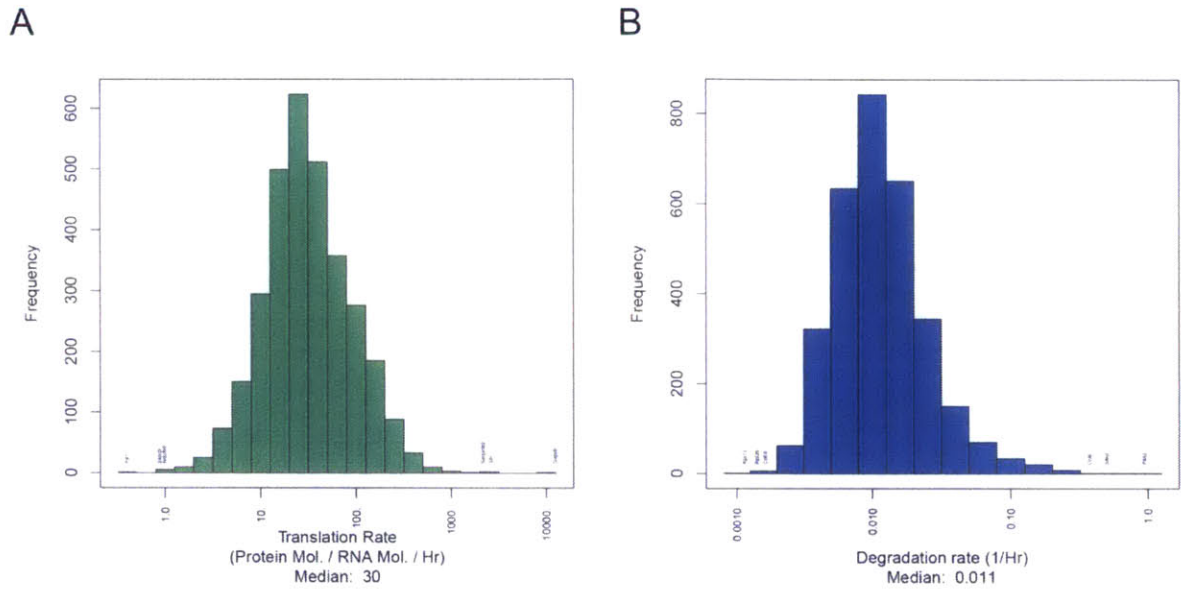 A
Frequency
0
100
200
300
400
500
600
1.0
10
100
1000
10000
Translation Rate
(Protein Mol. / RNA Mol. / Hr)
Median: 30
B
Frequency
0
200
400
600
800
0.0010
0.010
0.10
1.0
Degradation rate (1/Hr)
Median: 0.011